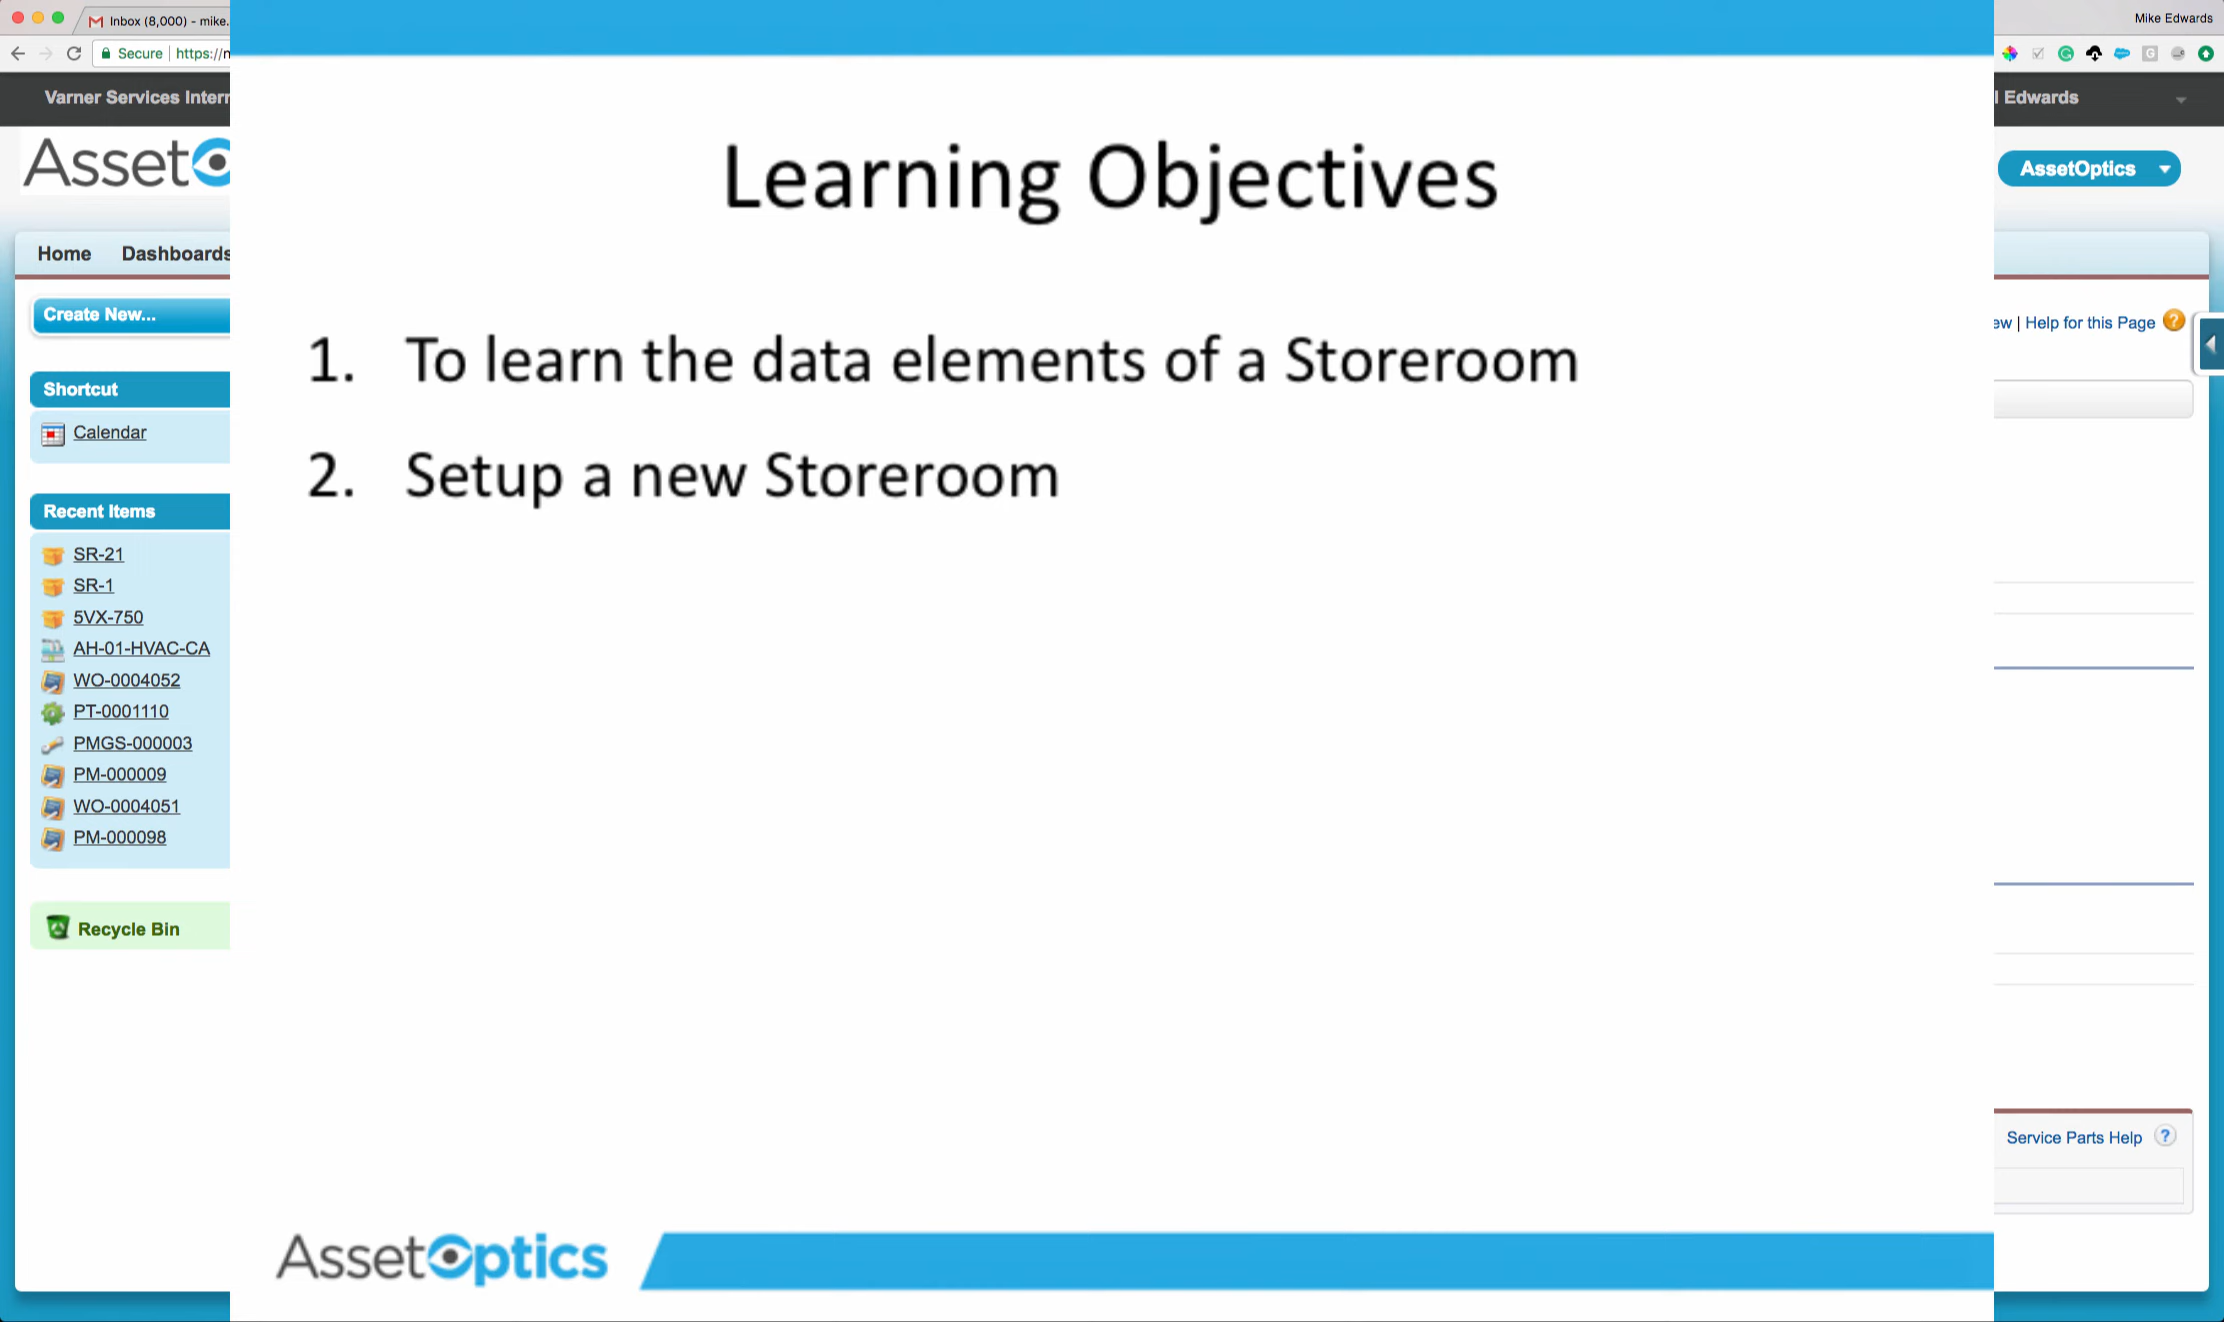 Inbox (8,000) - mike.
Mike Edwards
Secure | https://n
Varner Services Intern
l Edwards
AssetO
AssetOptics
Home Dashboards
Create New...
ew | Help for this Page
Shortcut
Calendar
Recent Items
SR-21
SR-1
5VX-750
AH-01-HVAC-CA
WO-0004052
PT-0001110
PMGS-000003
PM-000009
WO-0004051
PM-000098
Recycle Bin
Learning Objectives
1. To learn the data elements of a Storeroom
2. Setup a new Storeroom
Service Parts Help ?
AssetOptics